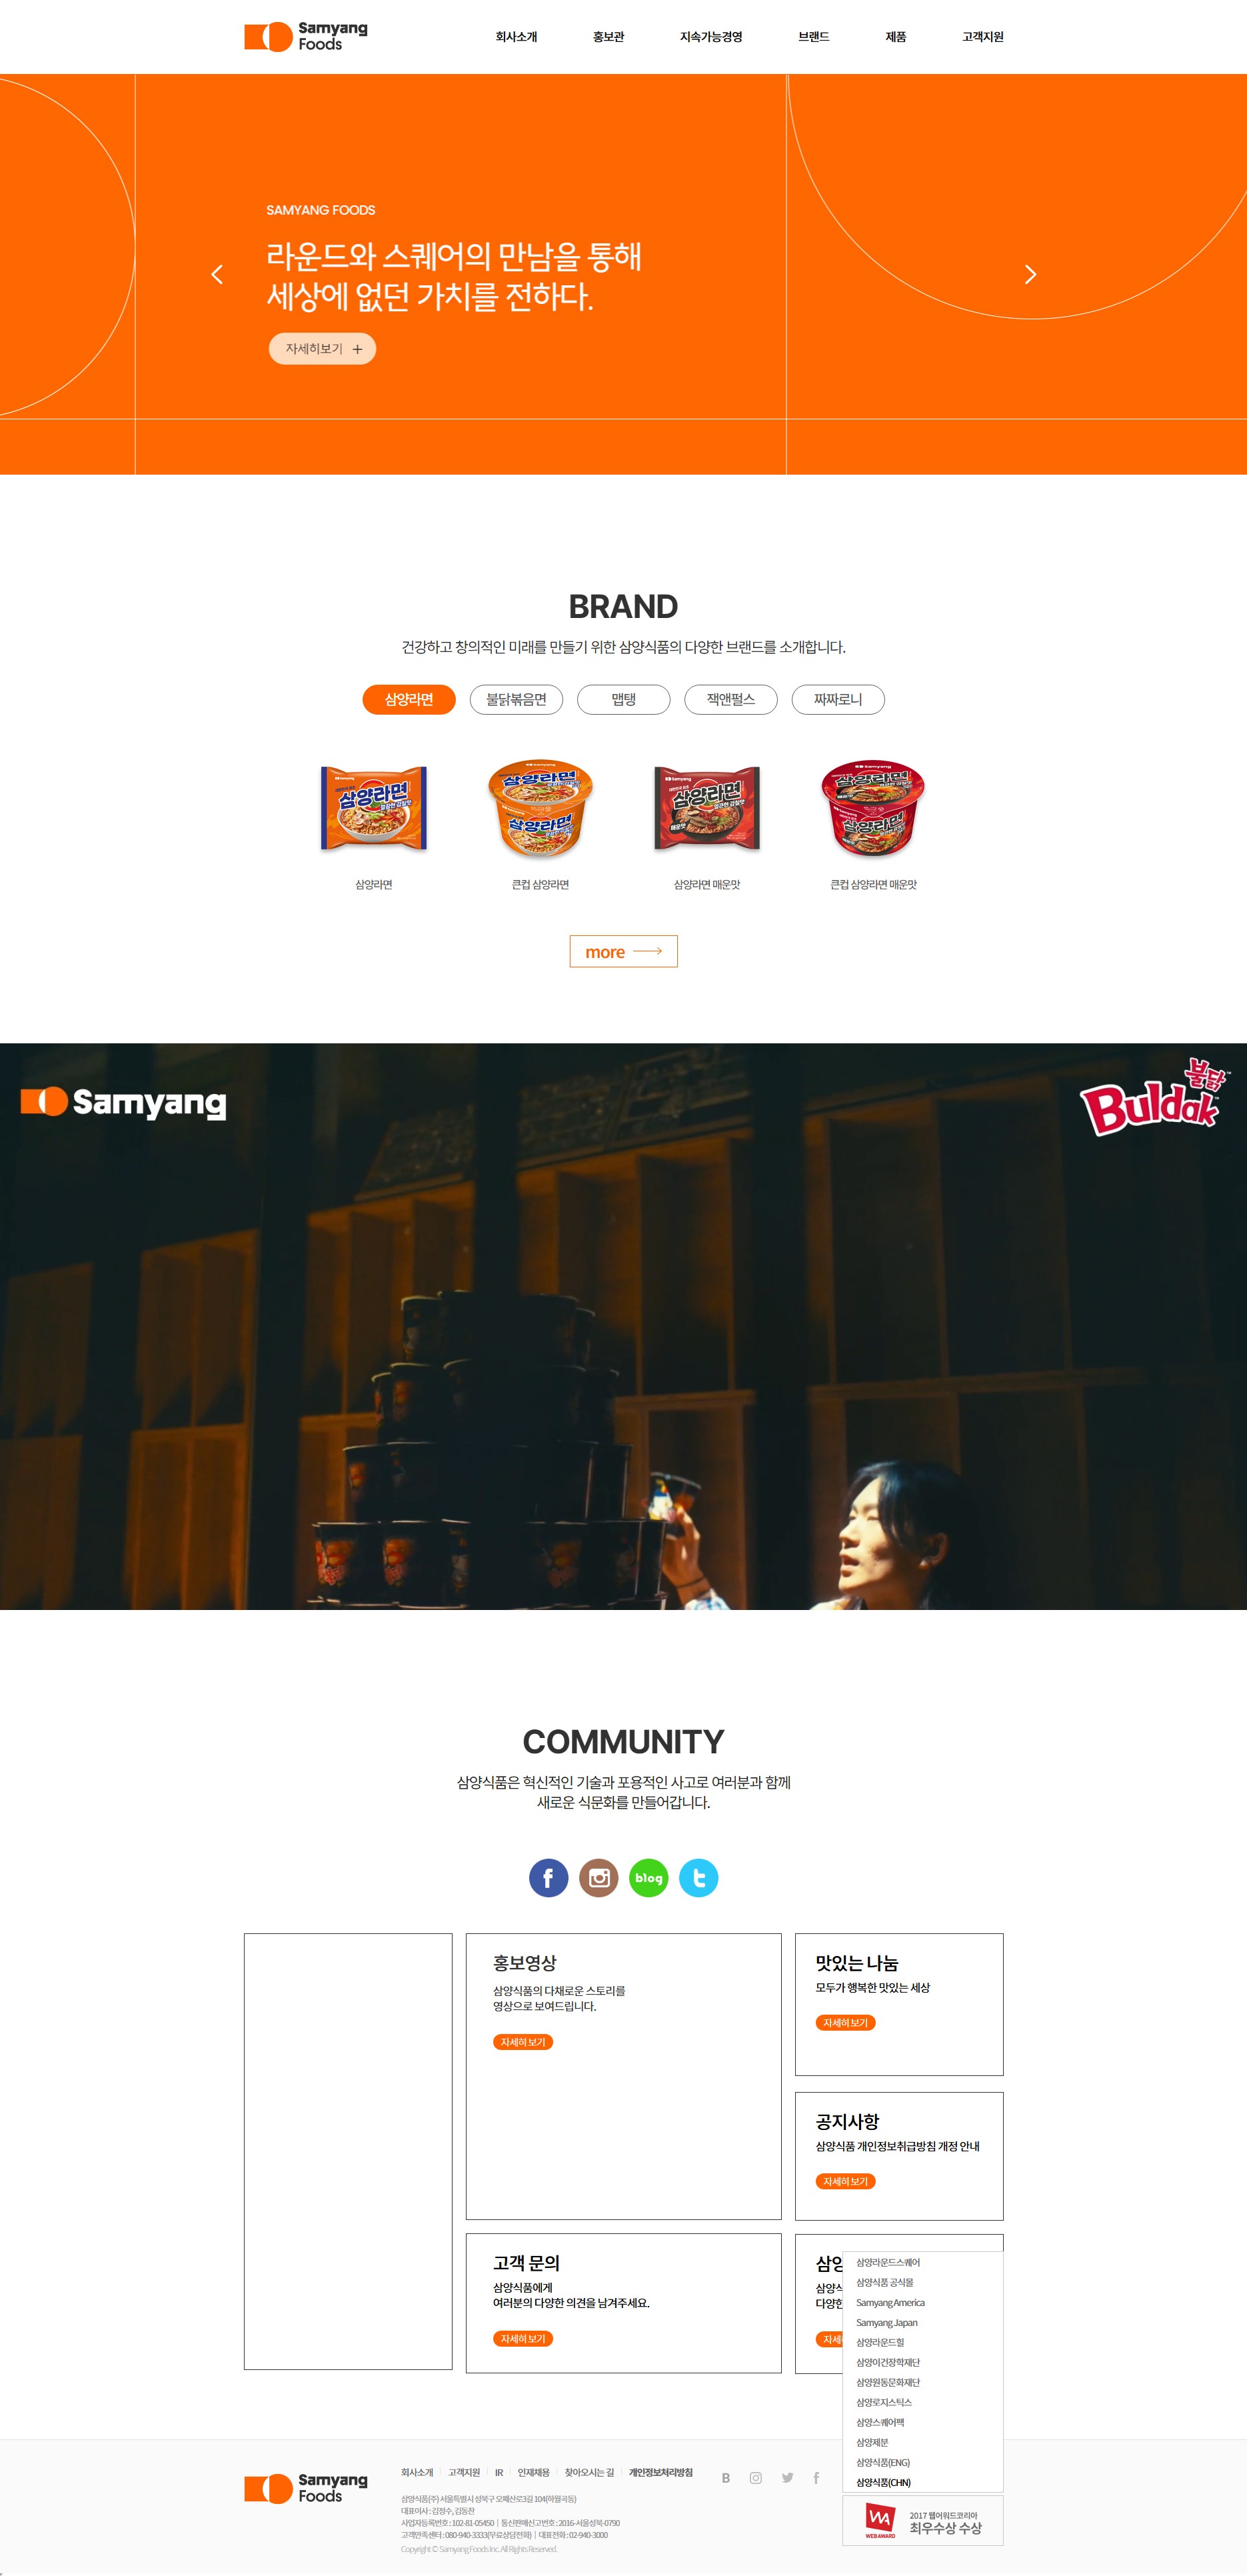 Samyang
Foods
회사소개
홍보관
지속가능경영
브랜드
제품
고객지원
SAMYANG FOODS
라운드와 스퀘어의 만남을 통해
세상에 없던 가치를 전하다.
자세히보기 +
BRAND
건강하고 창의적인 미래를 만들기 위한 삼양식품의 다양한 브랜드를 소개합니다.
삼양라면
불닭볶음면
맵탱
잭앤펄스
짜짜로니
삼양라면
삼양라면
삼양라면
매운맛
삼양라면
삼양라면
큰컵 삼양라면
삼양라면 매운맛
큰컵 삼양라면 매운맛
more
Samyang
불닭
Buldak
COMMUNITY
삼양식품은 혁신적인 기술과 포용적인 사고로 여러분과 함께
새로운 식문화를 만들어갑니다.
blog
홍보영상
삼양식품의 다채로운 스토리를
영상으로 보여드립니다.
자세히 보기
맛있는 나눔
모두가 행복한 맛있는 세상
자세히 보기
공지사항
삼양식품 개인정보취급방침 개정 안내
자세히 보기
고객 문의
삼양식품에게
여러분의 다양한 의견을 남겨주세요.
자세히 보기
삼양
삼양
다양한
자세
삼양라운드스퀘어
삼양식품 공식몰
Samyang America
Samyang Japan
삼양라운드힐
삼양이건장학재단
삼양원동문화재단
삼양로지스틱스
삼양스퀘어팩
삼양제분
삼양식품(ENG)
삼양식품(CHN)
Samyang
Foods
회사소개
고객지원
IR
인재채용
찾아오시는 길
개인정보처리방침
B
삼양식품(주) 서울특별시 성북구 오패산로3길 104(하월곡동)
대표이사 : 김정수, 김동찬
사업자등록번호 : 102-81-05450 | 통신판매신고번호 : 2016-서울성북-0790
고객만족센터 : 080-940-3333(무료상담전화) | 대표전화 : 02-940-3000
Copyright © Samyang Foods Inc. All Rights Reserved.
WEB AWARD
2017 웹어워드코리아
최우수상 수상